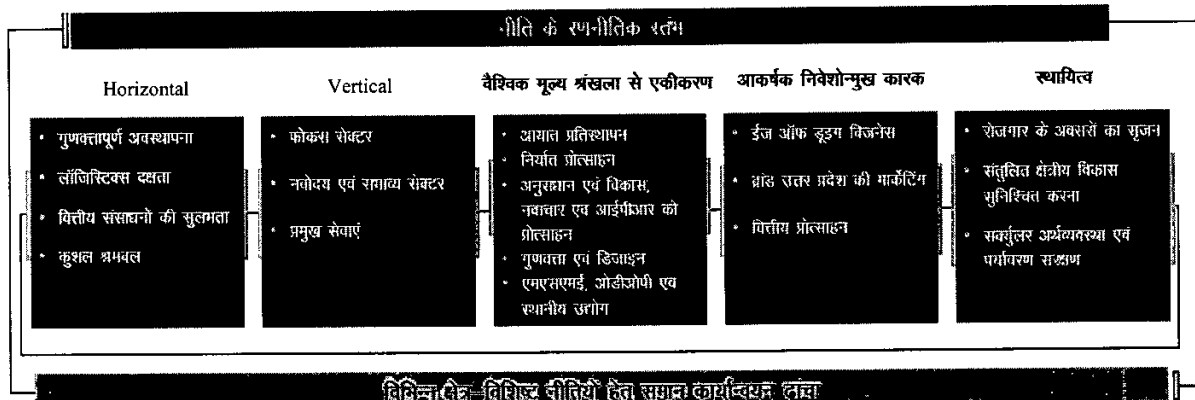 नीति के रणनीतिक स्तंभ
Horizontal
गुणवत्तापूर्ण अवस्थापना
लॉजिस्टिक्स दक्षता
वित्तीय संसाधनों की सुलभता
कुशल श्रमबल
Vertical
फोकस सेक्टर
नवोदय एवं संभाव्य सेक्टर
प्रमुख सेवाएं
वैश्विक मूल्य श्रंखला से एकीकरण
आयात प्रतिस्थापन
निर्यात प्रोत्साहन
अनुसंधान एवं विकास,
नवाचार एवं आईपीआर को
प्रोत्साहन
गुणवत्ता एवं डिजाइन
एमएसएमई, ओडीओपी एवं
स्थानीय उद्योग
आकर्षक निवेशोन्मुख कारक
ईज ऑफ डूइंग बिजनेस
ब्रांड उत्तर प्रदेश की मार्केटिंग
वित्तीय प्रोत्साहन
स्थायित्व
रोजगार के अवसरों का सृजन
संतुलित क्षेत्रीय विकास
सुनिश्चित करना
सर्क्युलर अर्थव्यवस्था एवं
पर्यावरण संरक्षण
विभिन्न क्षेत्र-विशिष्ट नीतियों हेतु समान कार्यान्वयन ढांचा